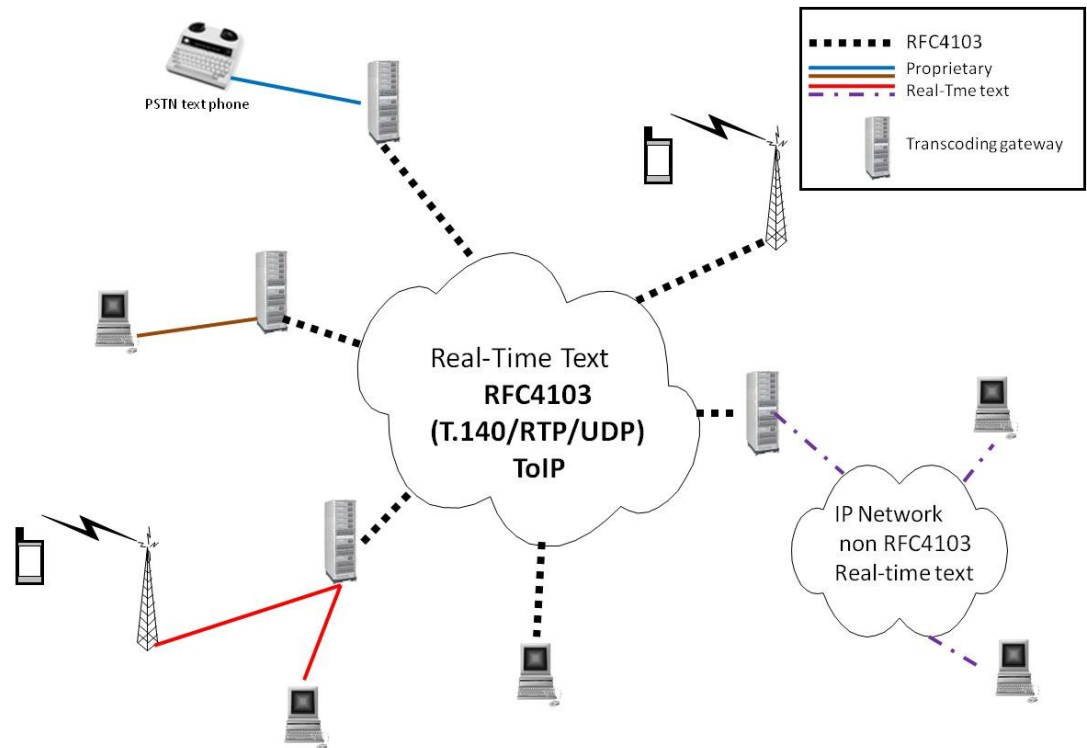 PSTN text phone
RFC4103
Proprietary
Real-Tme text
Transcoding gateway
Real-Time Text
RFC4103
(T.140/RTP/UDP)
ToIP
IP Network
non RFC4103
Real-time text